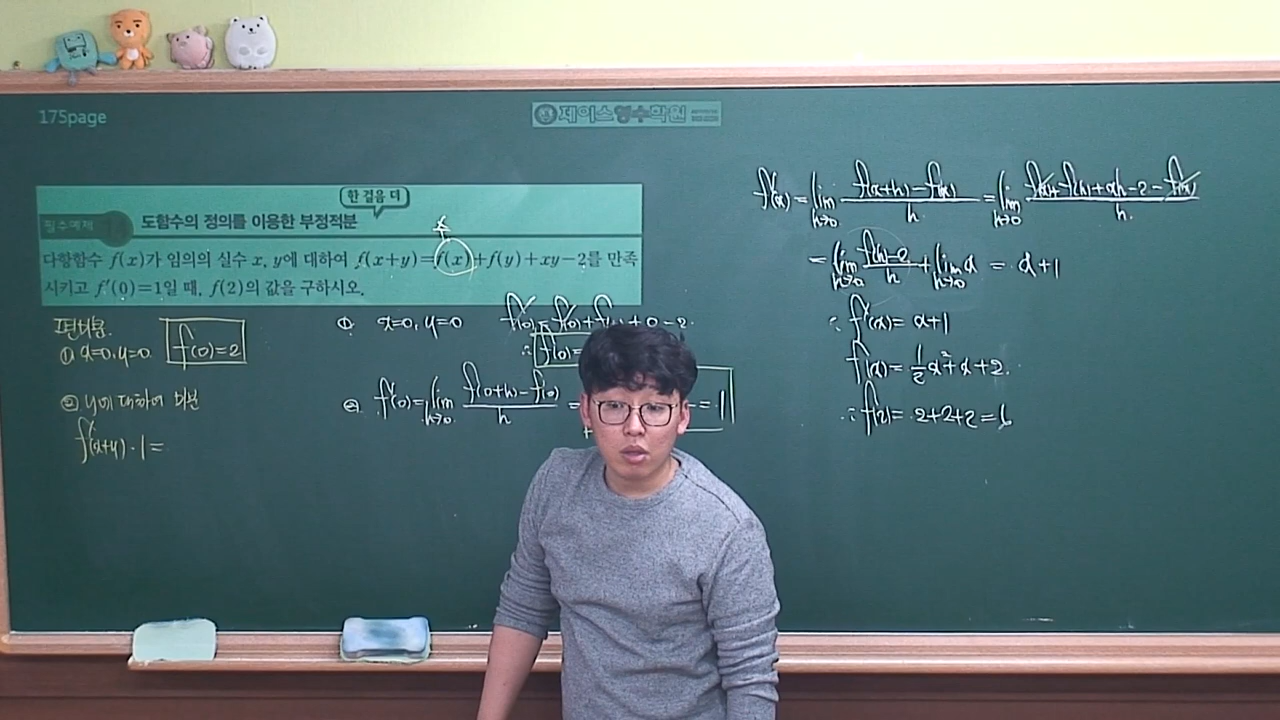 175page
제이스영수학원
한 걸음 더
필수예제
도함수의 정의를 이용한 부정적분
다항함수 f(x)가 임의의 실수 x, y에 대하여 f(x+y)=f(x)+f(y)+xy-2를 만족
시키고 f'(0)=1일 때, f(2)의 값을 구하시오.
① x=0, y=0
f(0)=2
② y에 대하여 미분
f'(x+y)·1=
① x=0, y=0 f(0)=f(0)+f( )+0-2
∴ f(0)=
② f'(0)=lim h→0 f(0+h)-f(0)/h = =1
f'(x)=lim h→0 f(x+h)-f(x)/h =lim h→0 f(x)+f(h)+xh-2-f(x)/h
=lim h→0 f(h)-2/h + lim h→0 x = x+1
∴ f'(x)=x+1
f(x)=1/2x²+x+2.
∴ f(2)=2+2+2=6